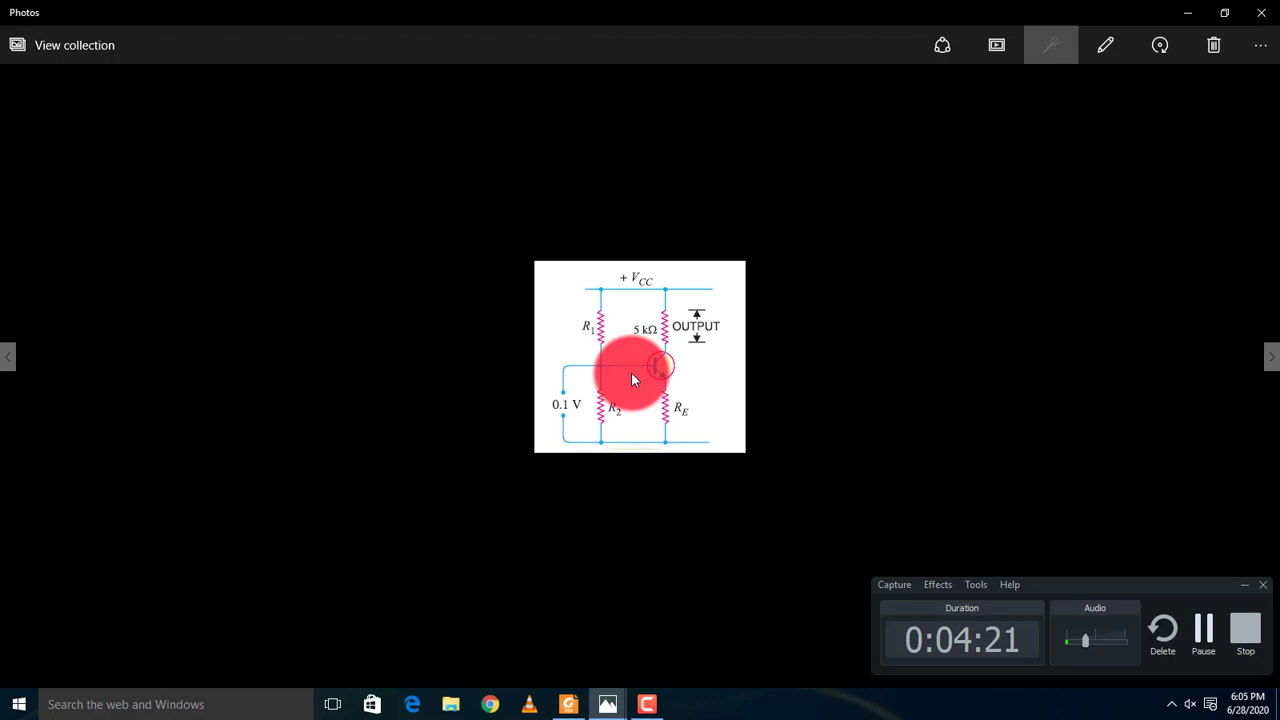 Photos
View collection
+ VCC
R1
5 kΩ
OUTPUT
0.1 V
R2
RE
Capture Effects Tools Help
Duration
Audio
0:04:21
Delete
Pause
Stop
Search the web and Windows
6:05 PM
6/28/2020